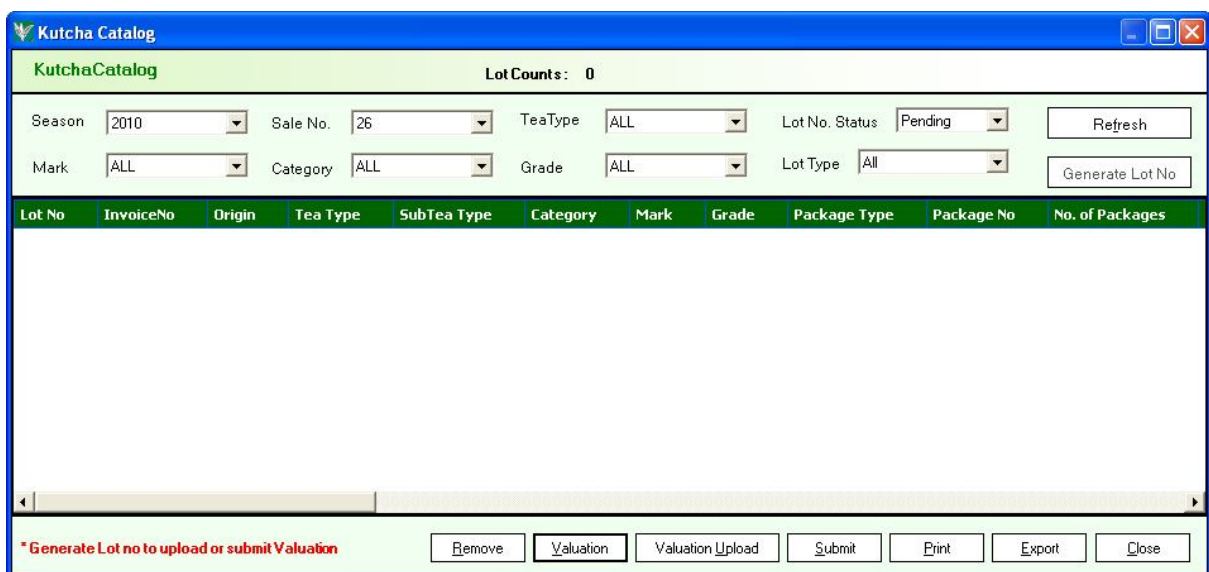 Kutcha Catalog
KutchaCatalog Lot Counts : 0
Season 2010 Sale No. 26 TeaType ALL Lot No. Status Pending Refresh
Mark ALL Category ALL Grade ALL Lot Type All Generate Lot No
Lot No InvoiceNo Origin Tea Type SubTea Type Category Mark Grade Package Type Package No No. of Packages
* Generate Lot no to upload or submit Valuation Remove Valuation Valuation Upload Submit Print Export Close